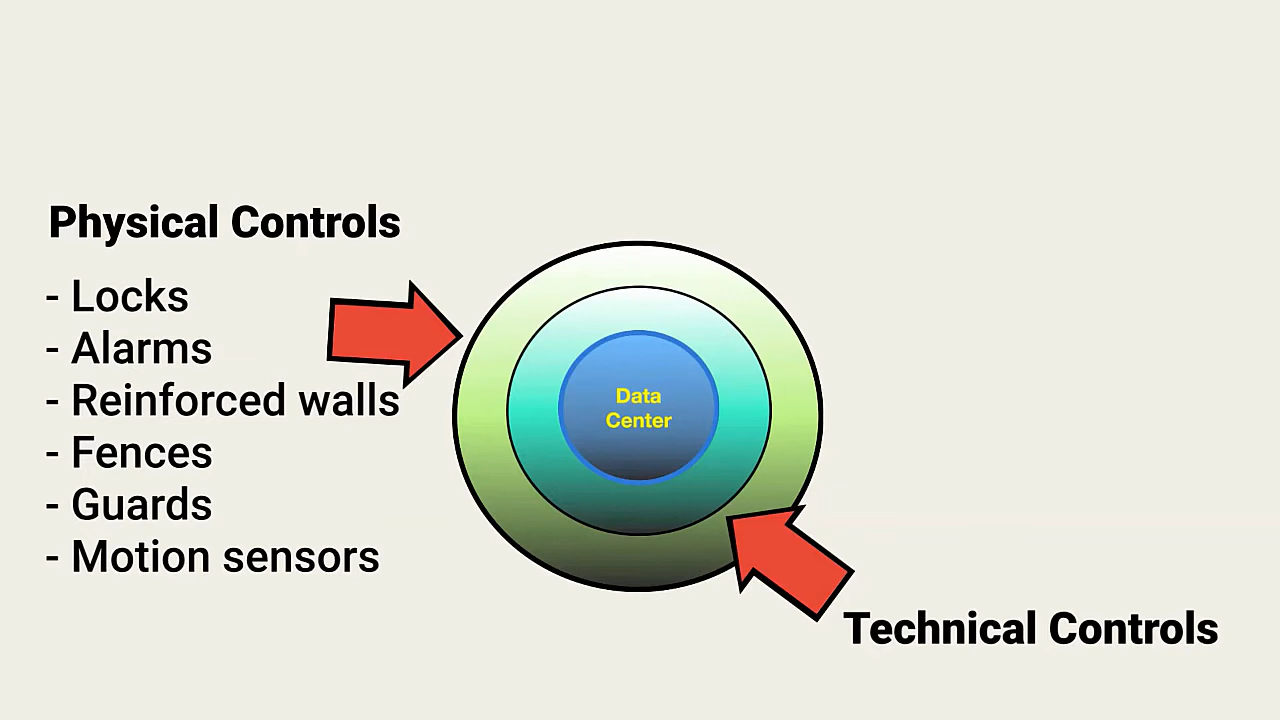 Physical Controls
- Locks
- Alarms
- Reinforced walls
- Fences
- Guards
- Motion sensors
Data
Center
Technical Controls